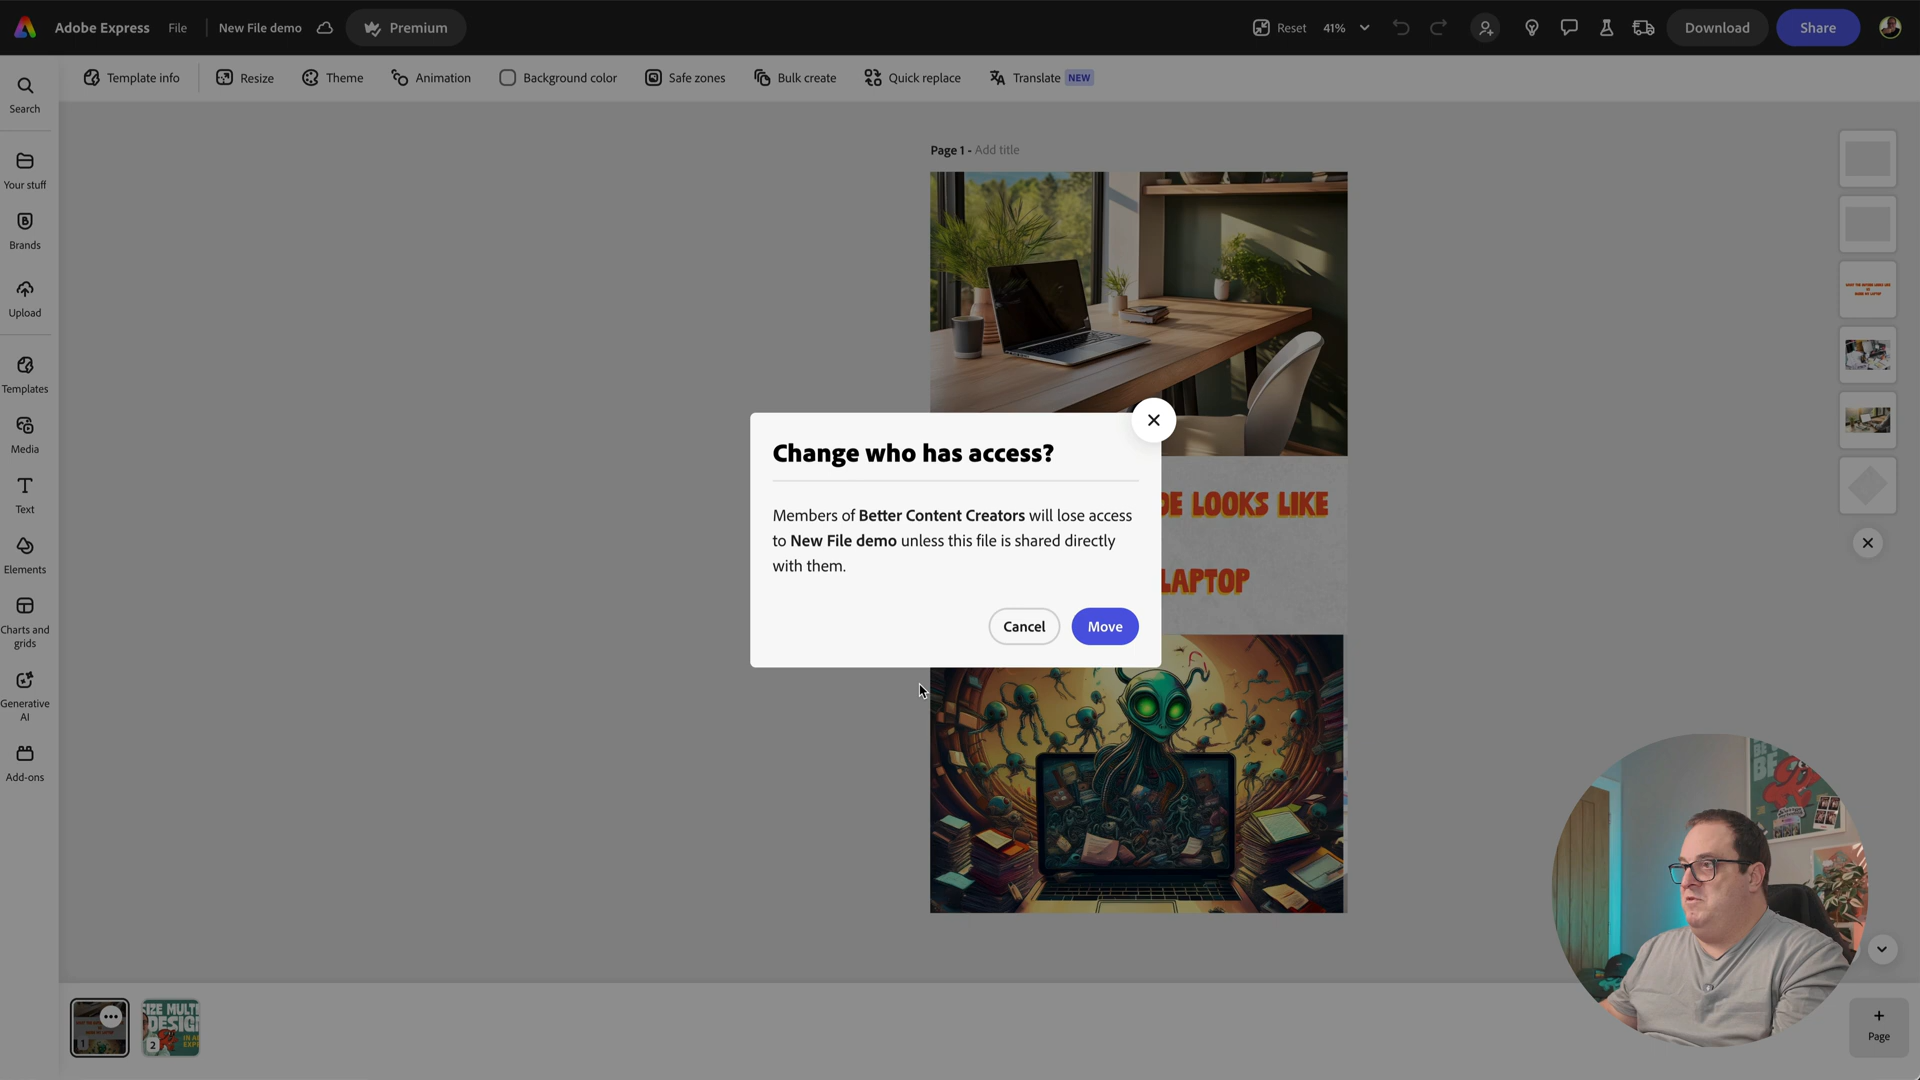 Adobe Express
File
New File demo
Premium
Reset
41%
Download
Share
Template info
Resize
Theme
Animation
Background color
Safe zones
Bulk create
Quick replace
Translate
NEW
Search
Your stuff
Brands
Upload
Templates
Media
Text
Elements
Charts and
grids
Generative
AI
Add-ons
Page 1 - Add title
DE LOOKS LIKE
LAPTOP
Change who has access?
Members of Better Content Creators will lose access
to New File demo unless this file is shared directly
with them.
Cancel
Move
1
2
DESIGN
Page